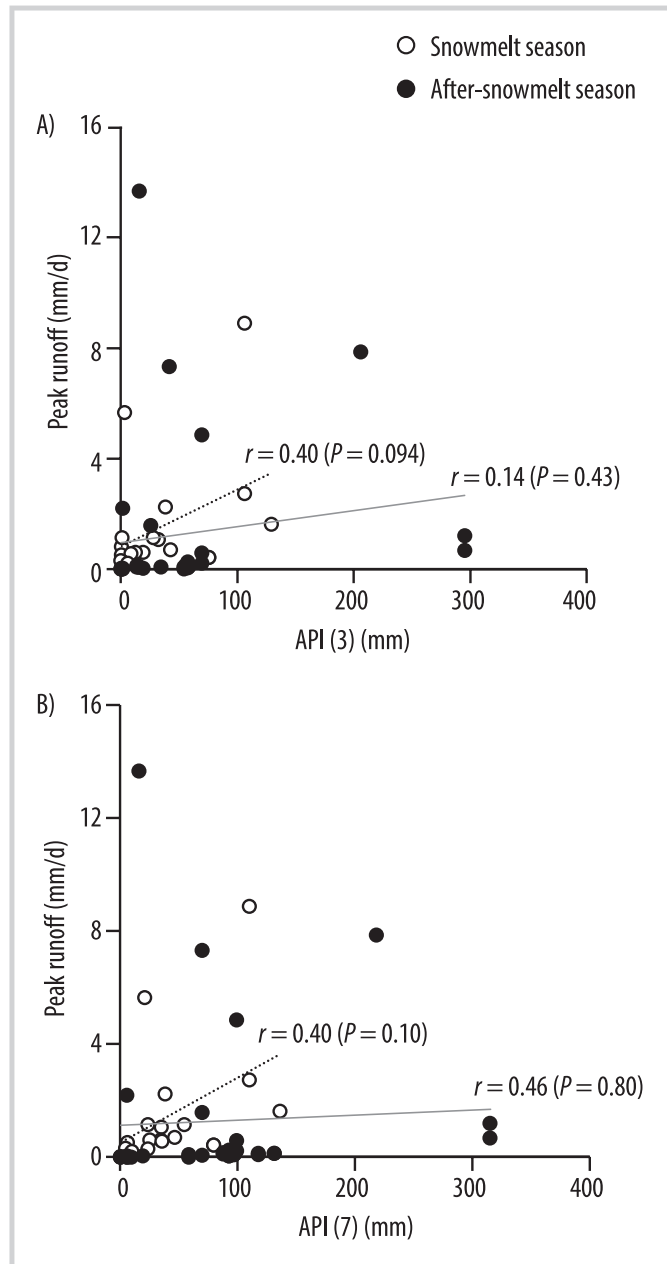 Snowmelt season
After-snowmelt season
A)
16
12
8
4
0
Peak runoff (mm/d)
r = 0.40 (P = 0.094)
r = 0.14 (P = 0.43)
0 100 200 300 400
API (3) (mm)
B)
16
12
8
4
0
Peak runoff (mm/d)
r = 0.40 (P = 0.10)
r = 0.46 (P = 0.80)
0 100 200 300 400
API (7) (mm)